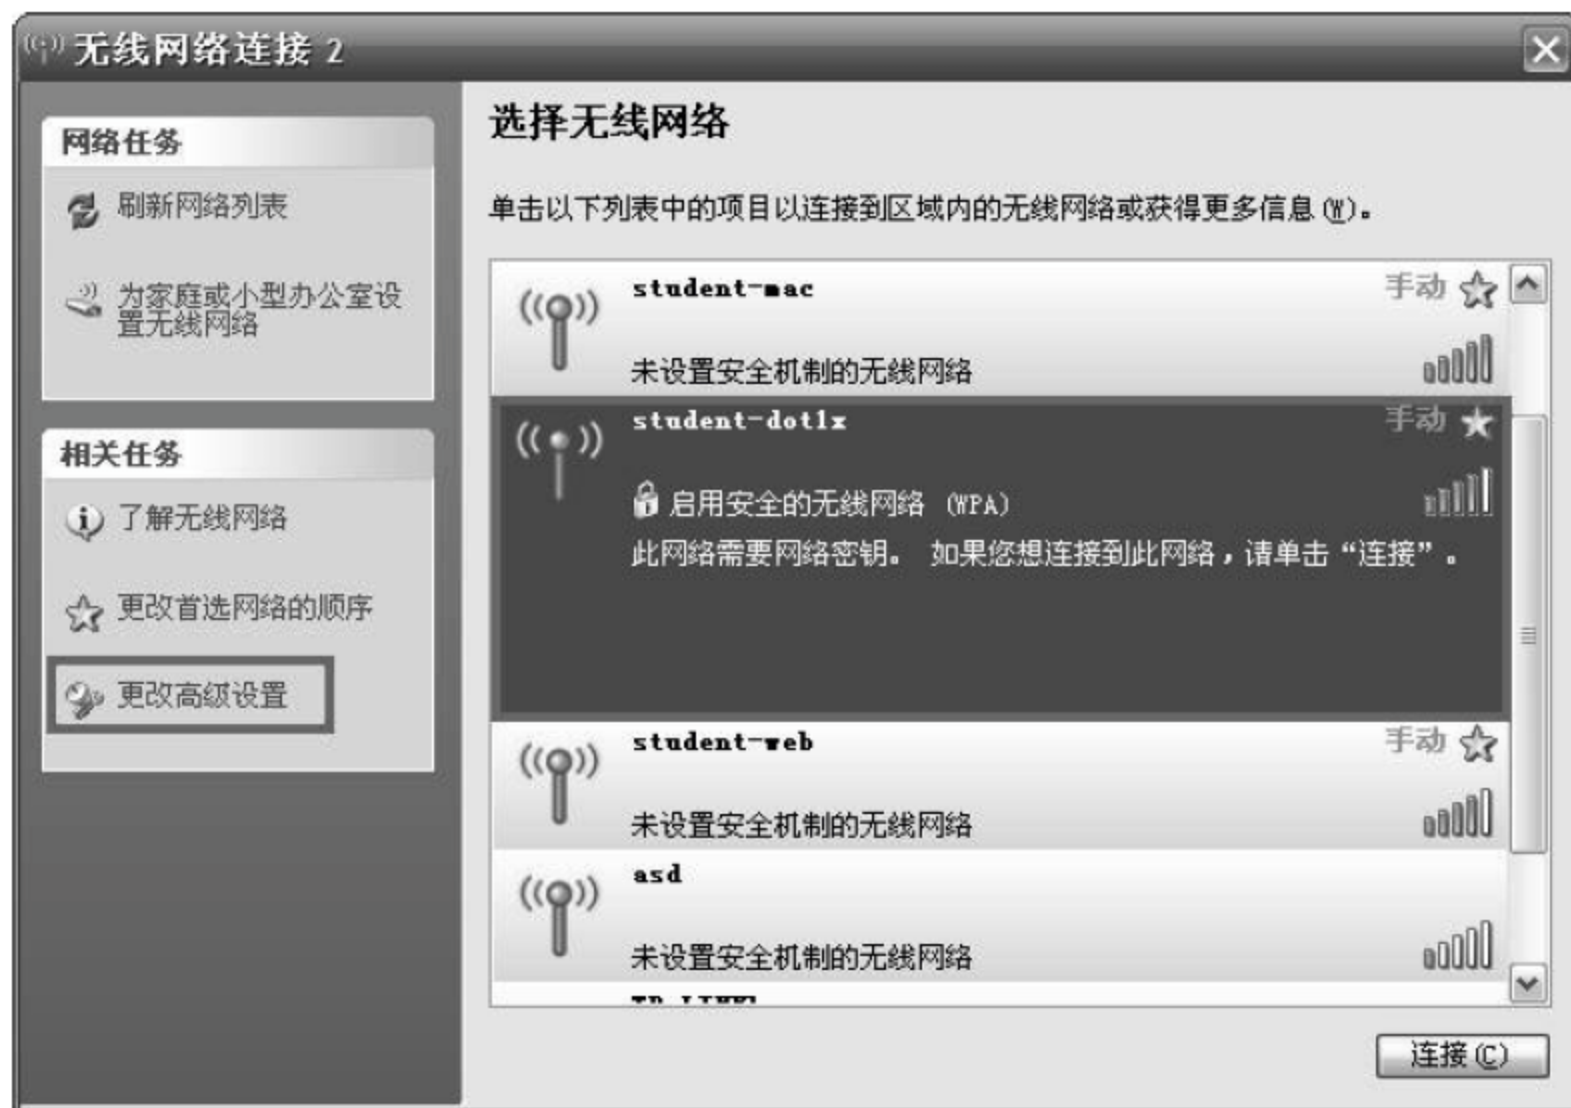 无线网络连接 2
网络任务
刷新网络列表
为家庭或小型办公室设
置无线网络
相关任务
了解无线网络
更改首选网络的顺序
更改高级设置
选择无线网络
单击以下列表中的项目以连接到区域内的无线网络或获得更多信息(W)。
student-mac 手动
未设置安全机制的无线网络
student-dot1x 手动
启用安全的无线网络 (WPA)
此网络需要网络密钥。 如果您想连接到此网络，请单击“连接”。
student-web 手动
未设置安全机制的无线网络
asd
未设置安全机制的无线网络
连接(C)